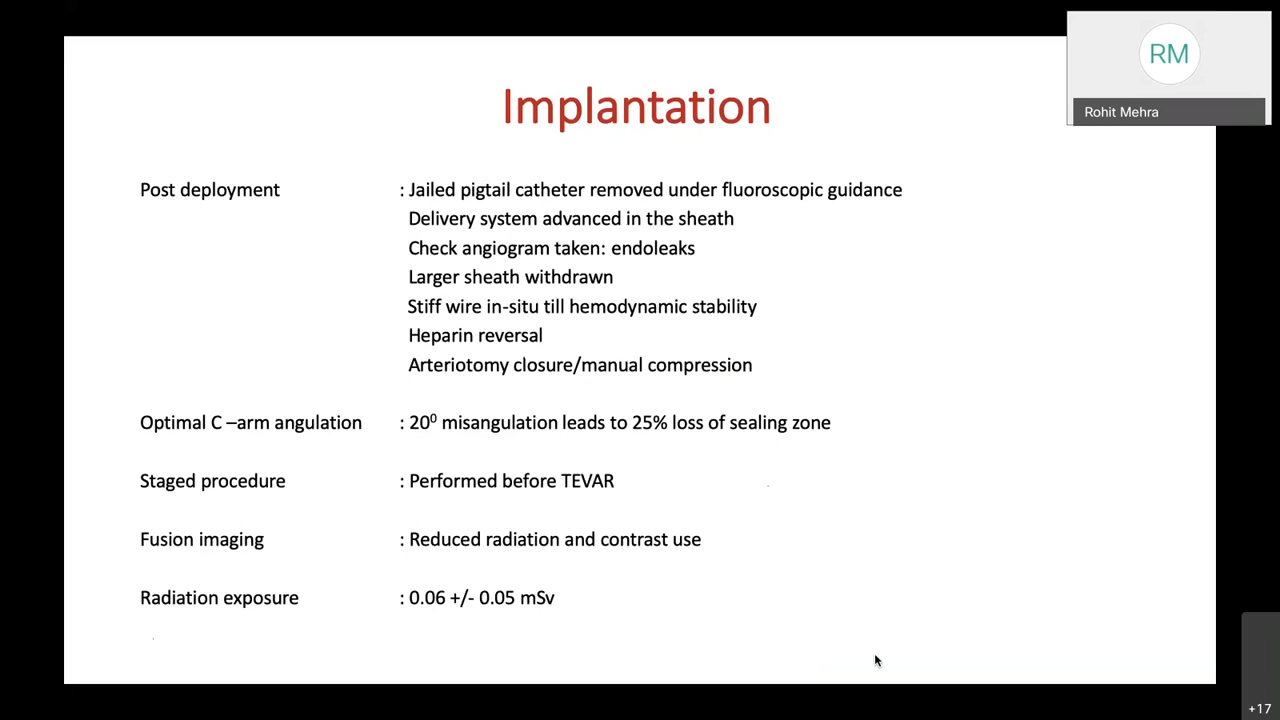 RM
Rohit Mehra
Implantation
Post deployment : Jailed pigtail catheter removed under fluoroscopic guidance
Delivery system advanced in the sheath
Check angiogram taken: endoleaks
Larger sheath withdrawn
Stiff wire in-situ till hemodynamic stability
Heparin reversal
Arteriotomy closure/manual compression
Optimal C –arm angulation : 20⁰ misangulation leads to 25% loss of sealing zone
Staged procedure : Performed before TEVAR
Fusion imaging : Reduced radiation and contrast use
Radiation exposure : 0.06 +/- 0.05 mSv
+17